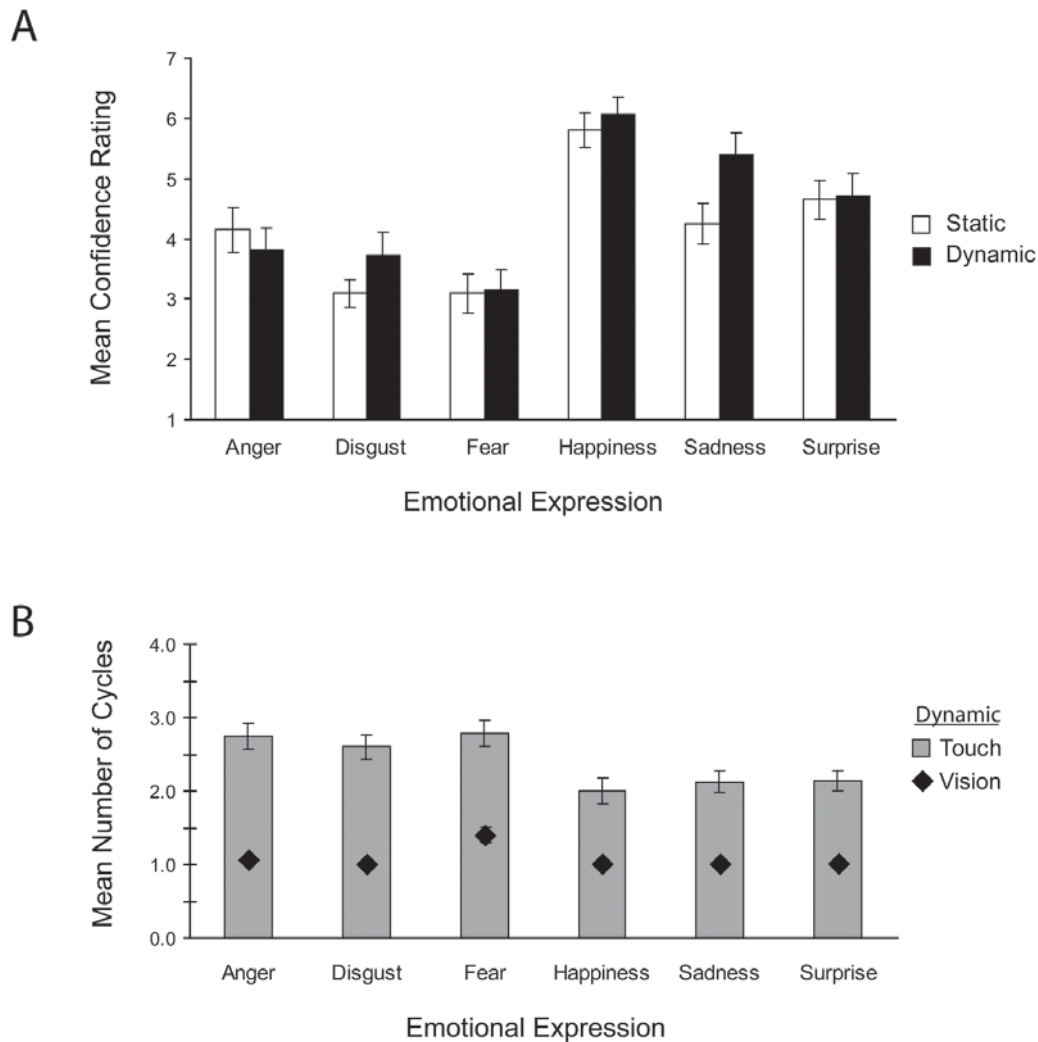 A
Mean Confidence Rating
7
6
5
4
3
2
1
Anger Disgust Fear Happiness Sadness Surprise
Emotional Expression
Static
Dynamic
B
Mean Number of Cycles
4.0
3.0
2.0
1.0
0.0
Anger Disgust Fear Happiness Sadness Surprise
Emotional Expression
Dynamic
Touch
Vision